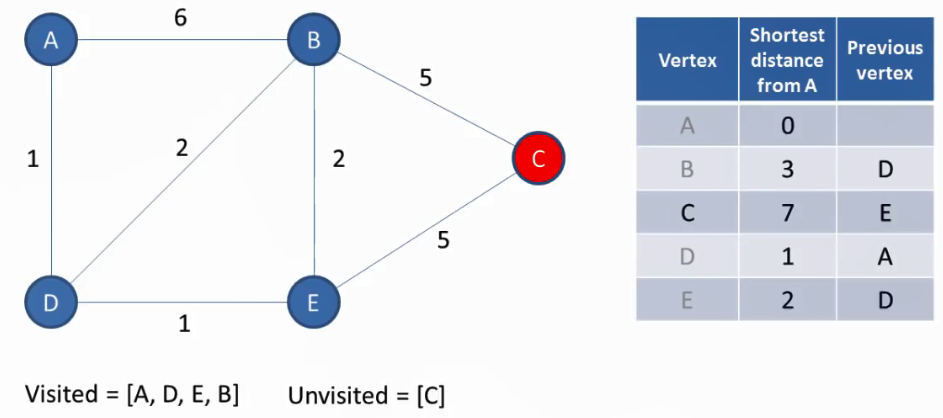 A
6
B
5
1
2
2
C
5
D
1
E
Vertex
Shortest
distance
from A
Previous
vertex
A 0
B 3 D
C 7 E
D 1 A
E 2 D
Visited = [A, D, E, B] Unvisited = [C]